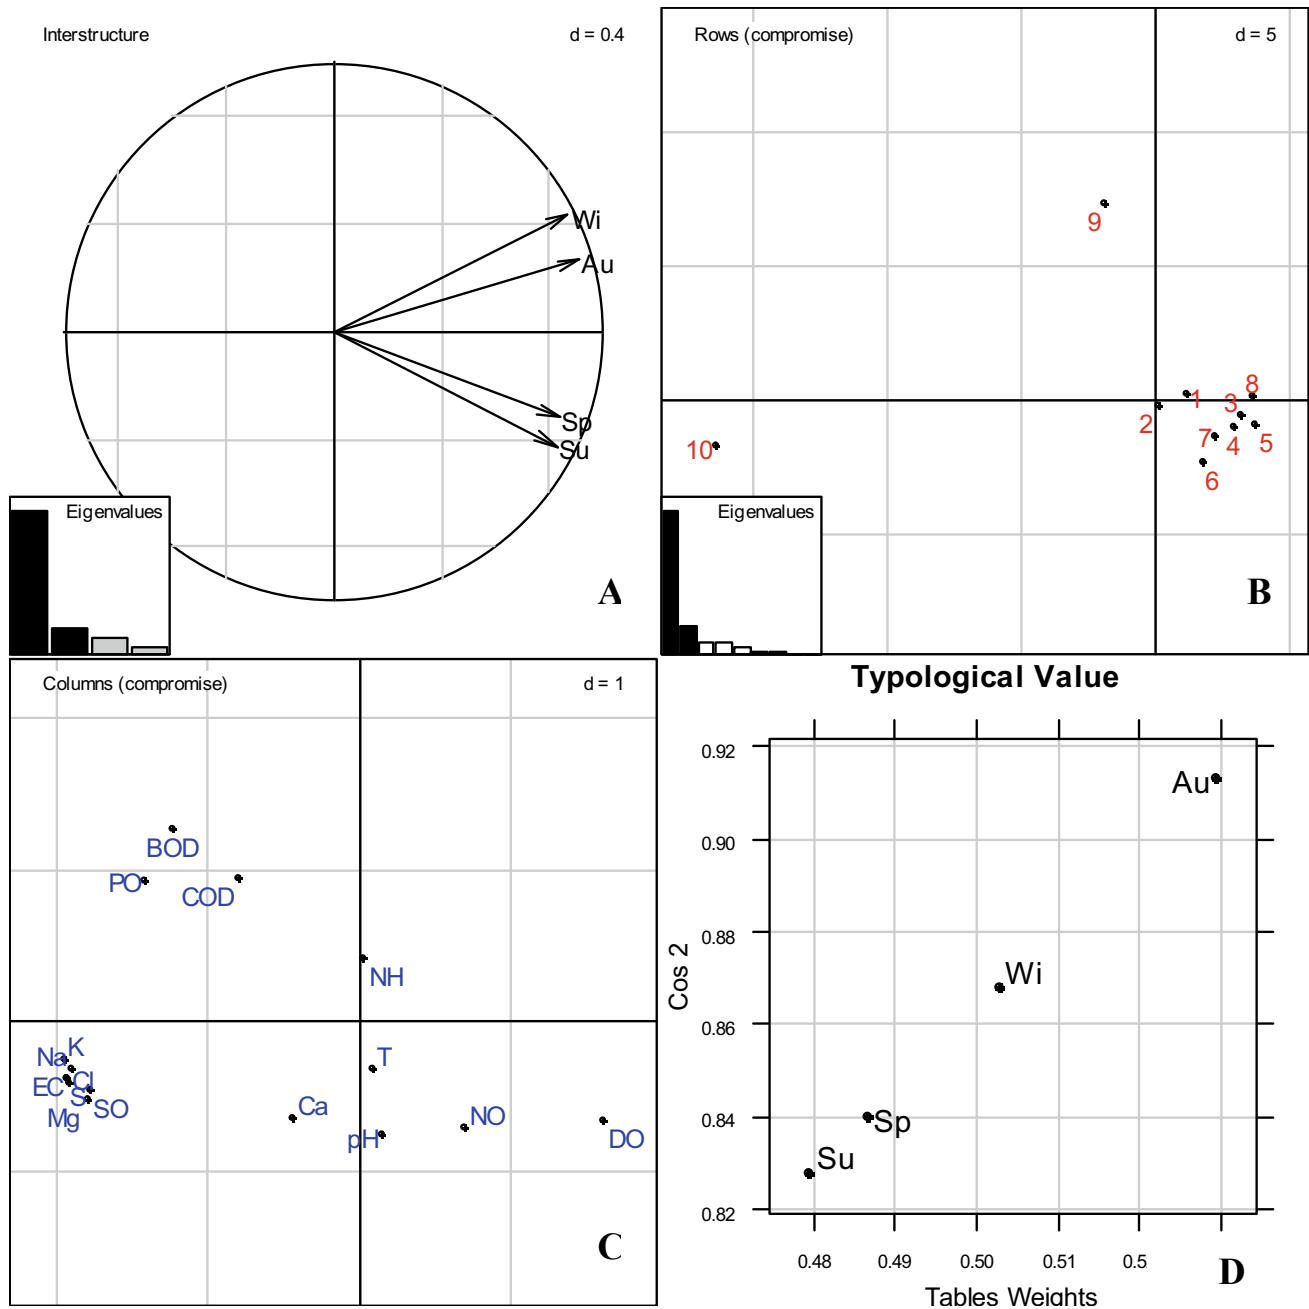 Interstructure d = 0.4
Wi
Au
Sp
Su
Eigenvalues
A
Rows (compromise) d = 5
9
8
1
3
2
7
4
5
10
6
Eigenvalues
B
Columns (compromise) d = 1
BOD
PO
COD
NH
K
Na
T
EC
Cl
S
SO
Mg
Ca
NO
pH
DO
C
Typological Value
0.92
Au
0.90
0.88
Cos 2
Wi
0.86
0.84
Sp
Su
0.82
0.48 0.49 0.50 0.51 0.5
D
Tables Weights